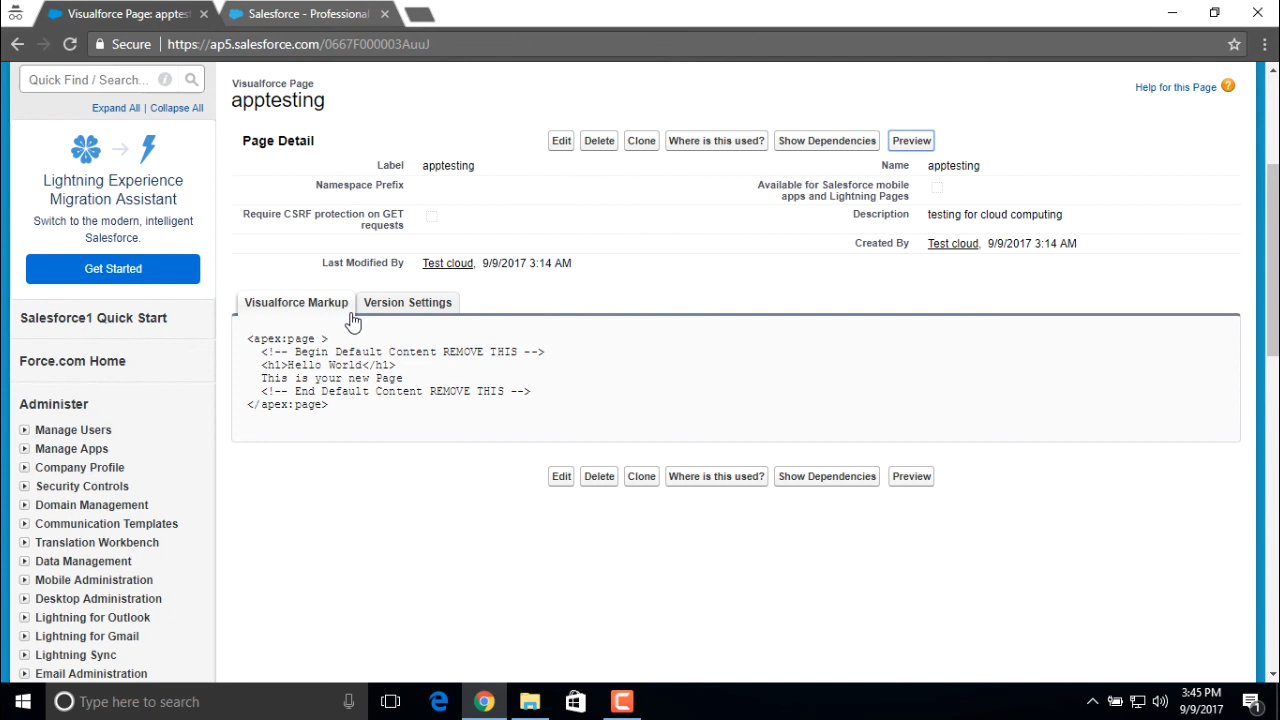 Visualforce Page: apptest
Salesforce - Professional
Secure
https://ap5.salesforce.com/0667F000003AuuJ
Quick Find / Search...
Expand All | Collapse All
Lightning Experience
Migration Assistant
Switch to the modern, intelligent
Salesforce.
Get Started
Salesforce1 Quick Start
Force.com Home
Administer
Manage Users
Manage Apps
Company Profile
Security Controls
Domain Management
Communication Templates
Translation Workbench
Data Management
Mobile Administration
Desktop Administration
Lightning for Outlook
Lightning for Gmail
Lightning Sync
Email Administration
Visualforce Page
apptesting
Help for this Page
Page Detail
Edit Delete Clone Where is this used? Show Dependencies Preview
Label apptesting
Name apptesting
Namespace Prefix
Available for Salesforce mobile
apps and Lightning Pages
Require CSRF protection on GET
requests
Description testing for cloud computing
Created By Test cloud, 9/9/2017 3:14 AM
Last Modified By Test cloud, 9/9/2017 3:14 AM
Visualforce Markup Version Settings
<apex:page >
<!-- Begin Default Content REMOVE THIS -->
<h1>Hello World</h1>
This is your new Page
<!-- End Default Content REMOVE THIS -->
</apex:page>
Edit Delete Clone Where is this used? Show Dependencies Preview
Type here to search
3:45 PM
9/9/2017
1